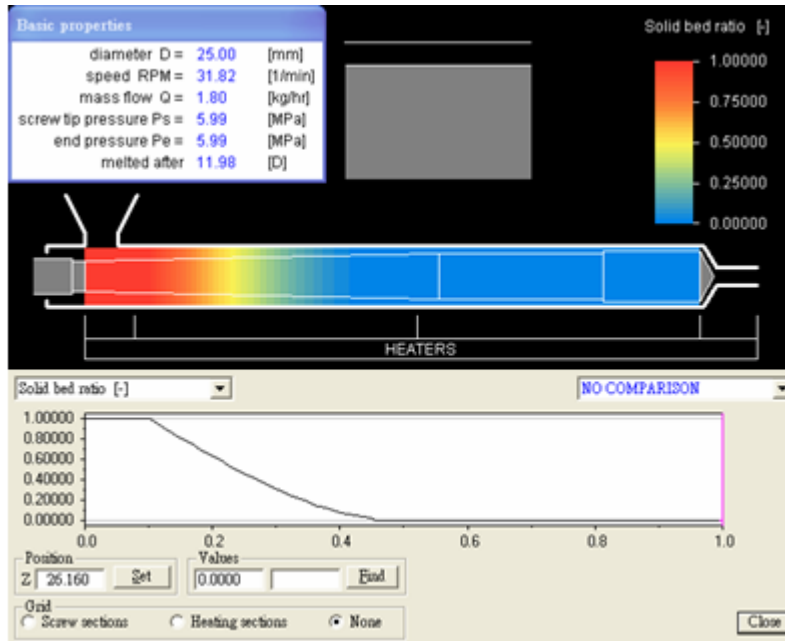 Basic properties
diameter D = 25.00 [mm]
speed RPM = 31.82 [1/min]
mass flow Q = 1.80 [kg/hr]
screw tip pressure Ps = 5.99 [MPa]
end pressure Pe = 5.99 [MPa]
melted after 11.98 [D]
Solid bed ratio [-]
1.00000
0.75000
0.50000
0.25000
0.00000
HEATERS
Solid bed ratio [-]
NO COMPARISON
1.00000
0.80000
0.60000
0.40000
0.20000
0.00000
0.0 0.2 0.4 0.6 0.8 1.0
Position
Z 26.160 Set
Values
0.0000 Find
Grid
Screw sections Heating sections None
Close